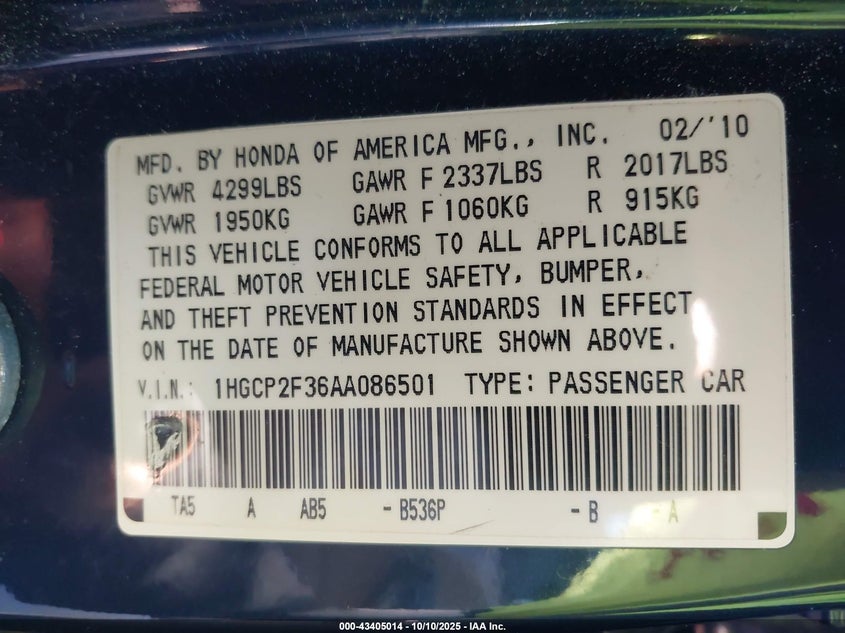 MFD. BY HONDA OF AMERICA MFG., INC. 02/'10
GVWR 4299LBS GAWR F 2337LBS R 2017LBS
GVWR 1950KG GAWR F 1060KG R 915KG
THIS VEHICLE CONFORMS TO ALL APPLICABLE
FEDERAL MOTOR VEHICLE SAFETY, BUMPER,
AND THEFT PREVENTION STANDARDS IN EFFECT
ON THE DATE OF MANUFACTURE SHOWN ABOVE.
V.I.N.: 1HGCP2F36AA086501 TYPE: PASSENGER CAR
TA5 A AB5 - B536P - B - A
000-43405014 - 10/10/2025 - IAA Inc.